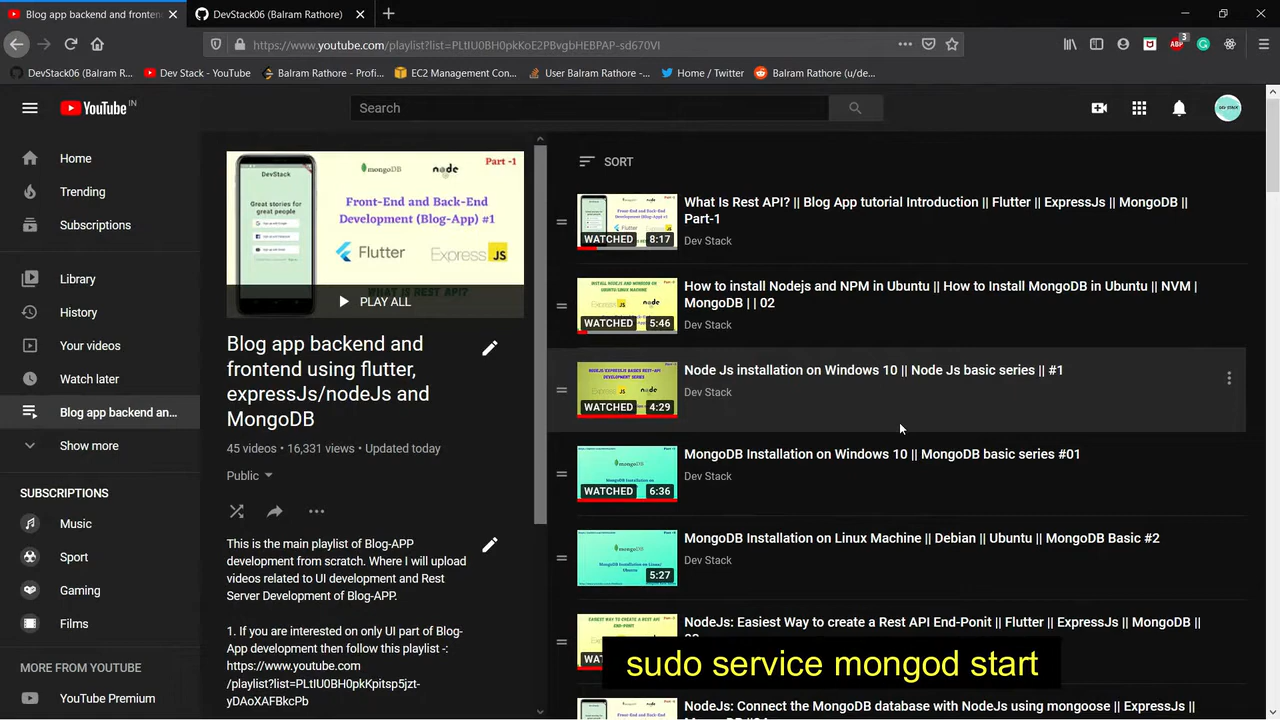 Blog app backend and fronten
DevStack06 (Balram Rathore)
https://www.youtube.com/playlist?list=PLtIU0BH0pkKoE2PBvgbHEBPAP-sd670VI
DevStack06 (Balram R...
Dev Stack - YouTube
Balram Rathore - Profi...
EC2 Management Con...
User Balram Rathore -...
Home / Twitter
Balram Rathore (u/de...
ABP
3
YouTube IN
Search
DEV STACK
Home
Trending
Subscriptions
Library
History
Your videos
Watch later
Blog app backend an...
Show more
SUBSCRIPTIONS
Music
Sport
Gaming
Films
MORE FROM YOUTUBE
YouTube Premium
Part -1
mongoDB
node
DevStack
Great stories for
great people
Front-End and Back-End
Development (Blog-App) #1
Flutter
Express JS
WHAT IS REST API?
PLAY ALL
Blog app backend and
frontend using flutter,
expressJs/nodeJs and
MongoDB
45 videos • 16,331 views • Updated today
Public
This is the main playlist of Blog-APP
development from scratch. Where I will upload
videos related to UI design and Rest
Server Development of Blog-APP.
1. If you are interested in only UI part of Blog-
App development then follow this playlist -:
https://www.youtube.com
/playlist?list=PLtIU0BH0pkKpitsp5jzt-
yDAoXAFBkcPb
SORT
What Is Rest API? || Blog App tutorial Introducton || Flutter || ExpressJs || MongoDB ||
Part-1
Dev Stack
WATCHED 8:17
How to install Nodejs and NPM in Ubuntu || How to Install MongoDB in Ubuntu || NVM |
MongoDB | | 02
Dev Stack
WATCHED 5:46
Node Js installation on Windows 10 || Node Js basic series || #1
Dev Stack
WATCHED 4:29
MongoDB Installation on Windows 10 || MongoDB basic series #01
Dev Stack
WATCHED 6:36
MongoDB Installation on Linux Machine || Debian || Ubuntu || MongoDB Basic #2
Dev Stack
5:27
NodeJs: Easiest Way to create a Rest API End-Ponit || Flutter || ExpressJs || MongoDB ||
sudo service mongod start
NodeJs: Connect the MongoDB database with NodeJs using mongoose || ExpressJs ||